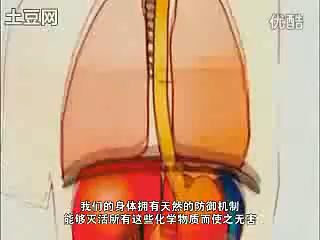 土豆网
优酷
我们的身体拥有天然的防御机制
能够灭活所有这些化学物质而使之无害